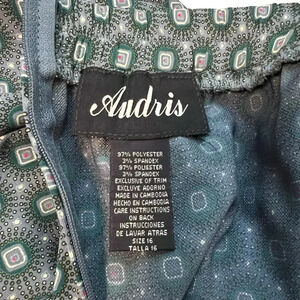 Audris
97% POLYESTER
3% SPANDEX
97% POLIESTER
3% SPANDEX
EXCLUSIVE OF TRIM
EXCLUYE ADORNO
MADE IN CAMBODIA
HECHO EN CAMBODIA
CARE INSTRUCTIONS
ON BACK
INSTRUCCIONES
DE LAVAR ATRAS
SIZE 16
TALLA 16